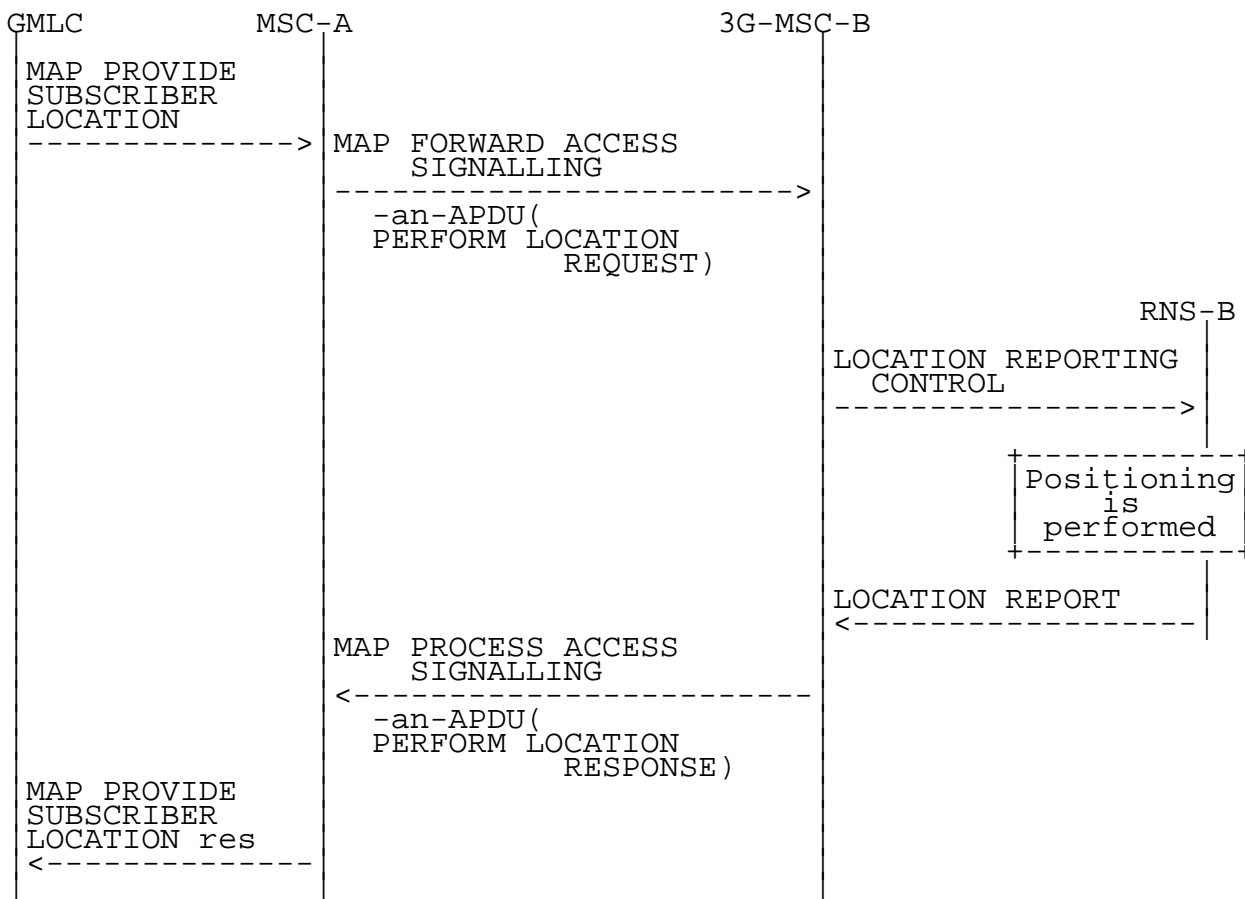 GMLC MSC-A 3G-MSC-B
MAP PROVIDE
SUBSCRIBER
LOCATION
MAP FORWARD ACCESS
SIGNALLING
-an-APDU(
PERFORM LOCATION
REQUEST)
RNS-B
LOCATION REPORTING
CONTROL
Positioning
is
performed
LOCATION REPORT
MAP PROCESS ACCESS
SIGNALLING
-an-APDU(
PERFORM LOCATION
RESPONSE)
MAP PROVIDE
SUBSCRIBER
LOCATION res